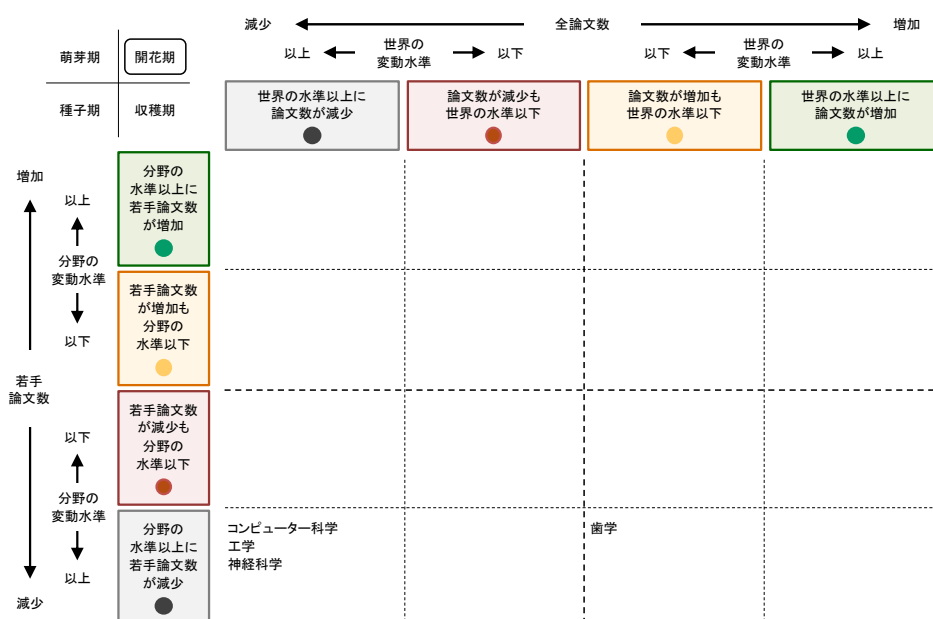 減少
全論文数
増加
以上
世界の
変動水準
以下
以下
世界の
変動水準
以上
萌芽期
開花期
種子期
収穫期
世界の水準以上に
論文数が減少
論文数が減少も
世界の水準以下
論文数が増加も
世界の水準以下
世界の水準以上に
論文数が増加
増加
以上
分野の
変動水準
以下
若手
論文数
以下
分野の
変動水準
以上
減少
分野の
水準以上に
若手論文数
が増加
若手論文数
が増加も
分野の
水準以下
若手論文数
が減少も
分野の
水準以下
分野の
水準以上に
若手論文数
が減少
コンピューター科学
工学
神経科学
歯学